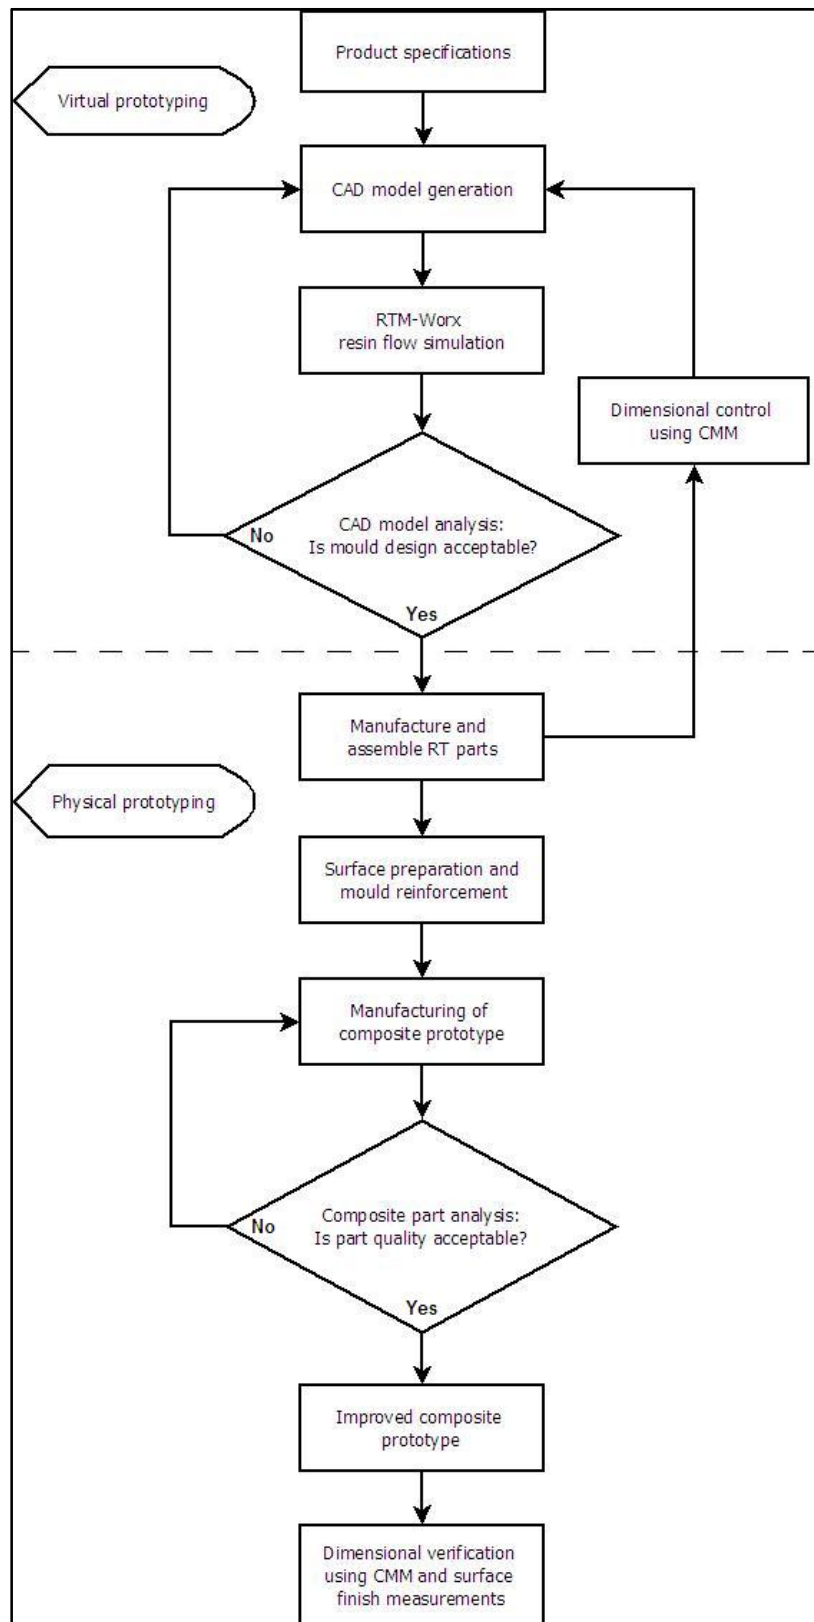 Product specifications
Virtual prototyping
CAD model generation
RTM-Worx
resin flow simulation
Dimensional control
using CMM
CAD model analysis:
Is mould design acceptable?
No
Yes
Manufacture and
assemble RT parts
Physical prototyping
Surface preparation and
mould reinforcement
Manufacturing of
composite prototype
Composite part analysis:
Is part quality acceptable?
No
Yes
Improved composite
prototype
Dimensional verification
using CMM and surface
finish measurements